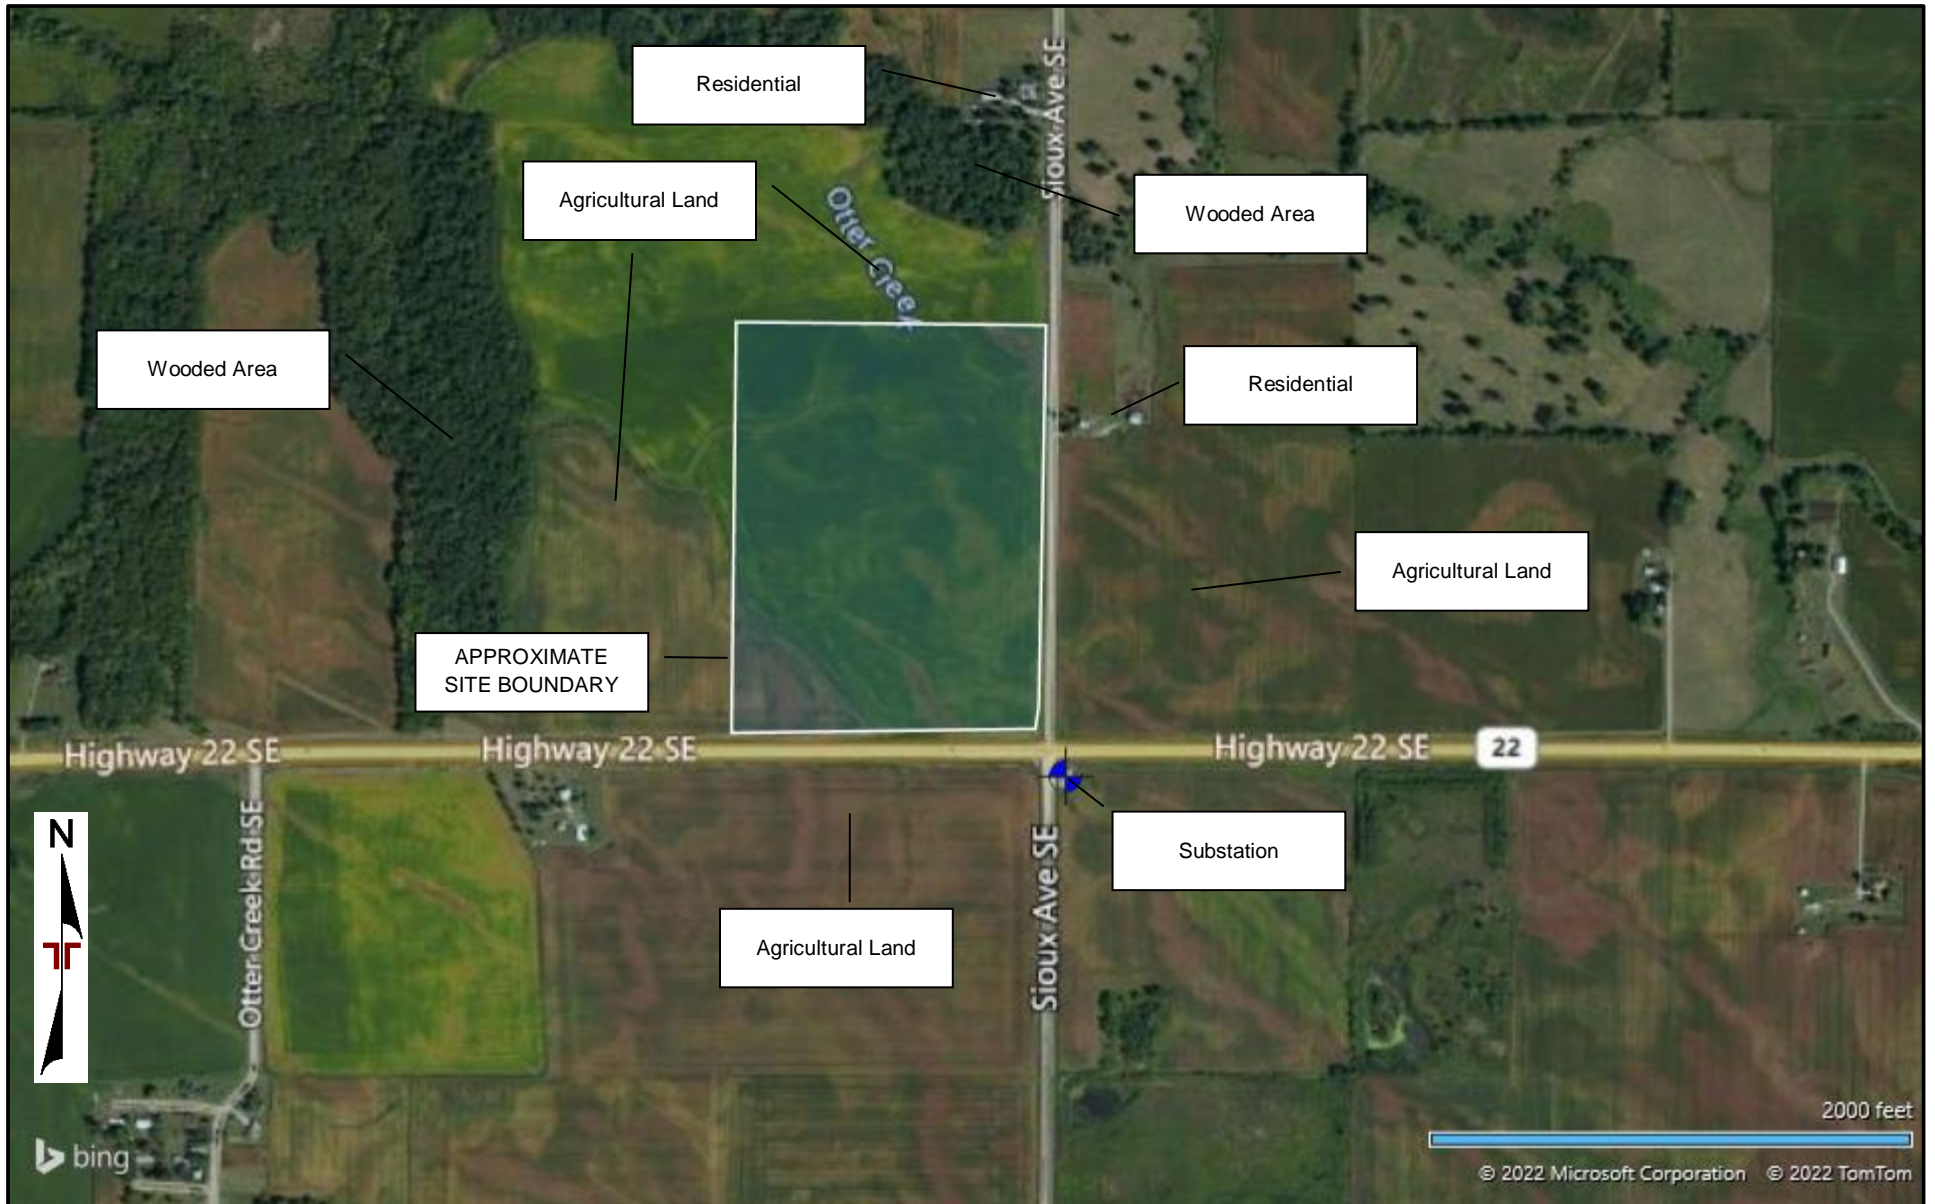 Residential
Sioux Ave SE
Agricultural Land
Otter Creek
Wooded Area
Wooded Area
Residential
Agricultural Land
APPROXIMATE
SITE BOUNDARY
Highway 22 SE
Highway 22 SE
Highway 22 SE
22
Otter Creek Rd SE
N
Substation
Sioux Ave SE
Agricultural Land
2000 feet
bing
© 2022 Microsoft Corporation © 2022 TomTom